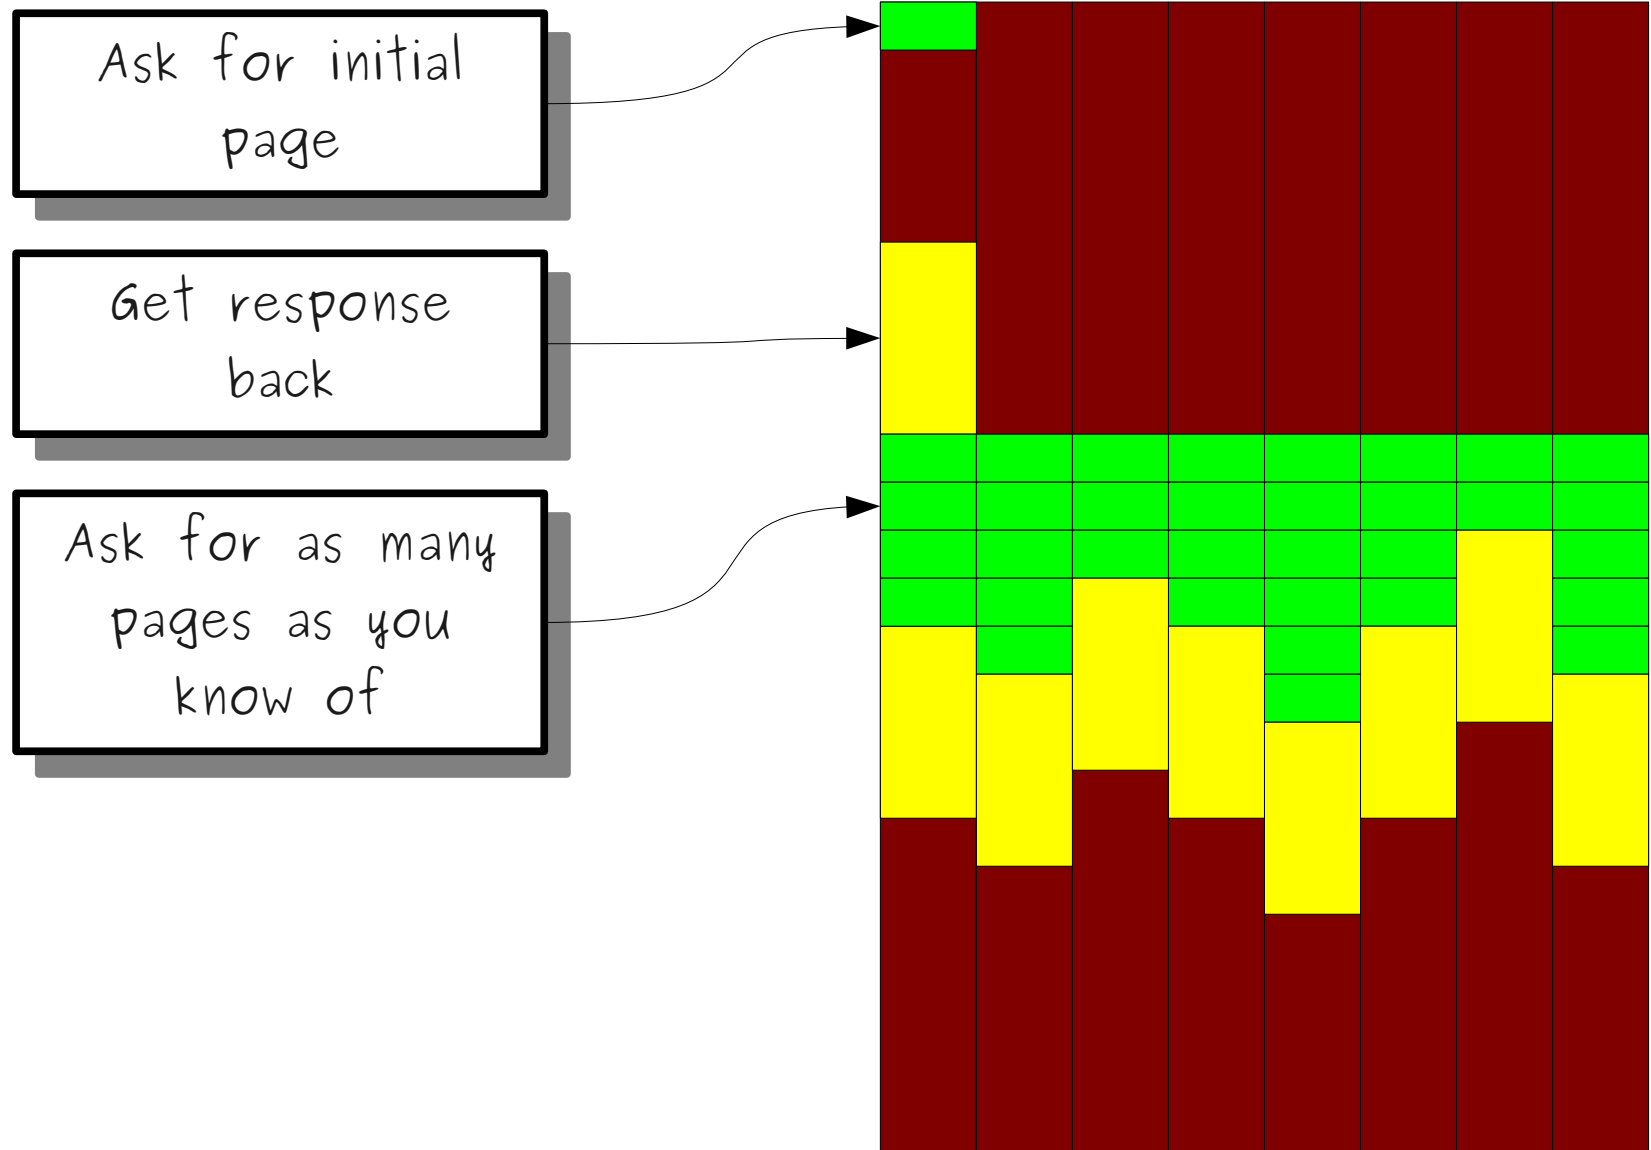 Ask for initial
page
Get response
back
Ask for as many
pages as you
know of